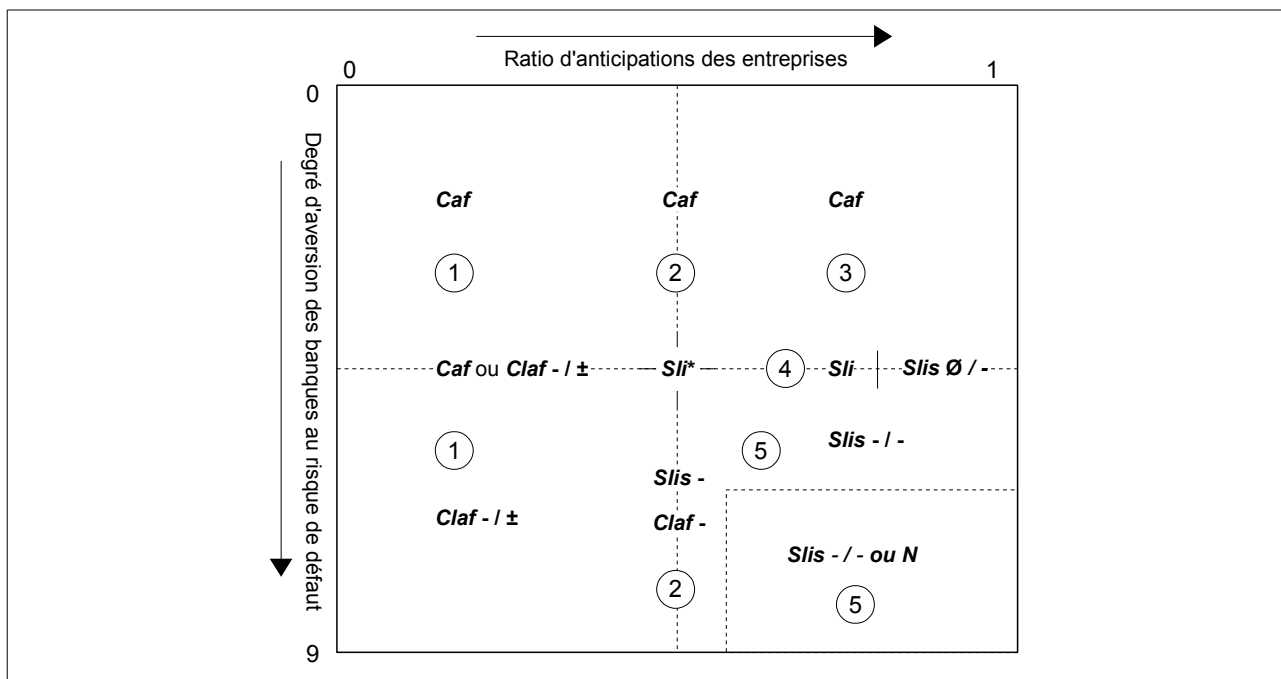 Ratio d'anticipations des entreprises
0 1
0
Degré d'aversion des banques au risque de défaut
Caf Caf Caf
1 2 3
Caf ou Claf - / ± Sli* 4 Sli Slis Ø / -
1 5 Slis - / -
Slis -
Claf - / ± Claf -
Slis - / - ou N
2 5
9